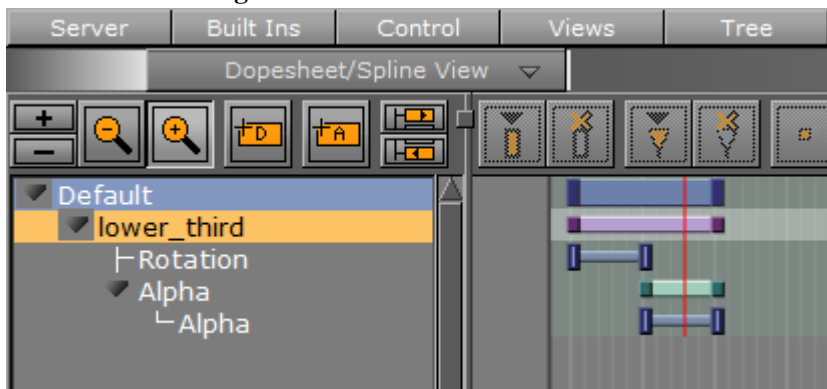 Server Built Ins Control Views Tree
Dopesheet/Spline View
D A
Default
lower_third
Rotation
Alpha
Alpha